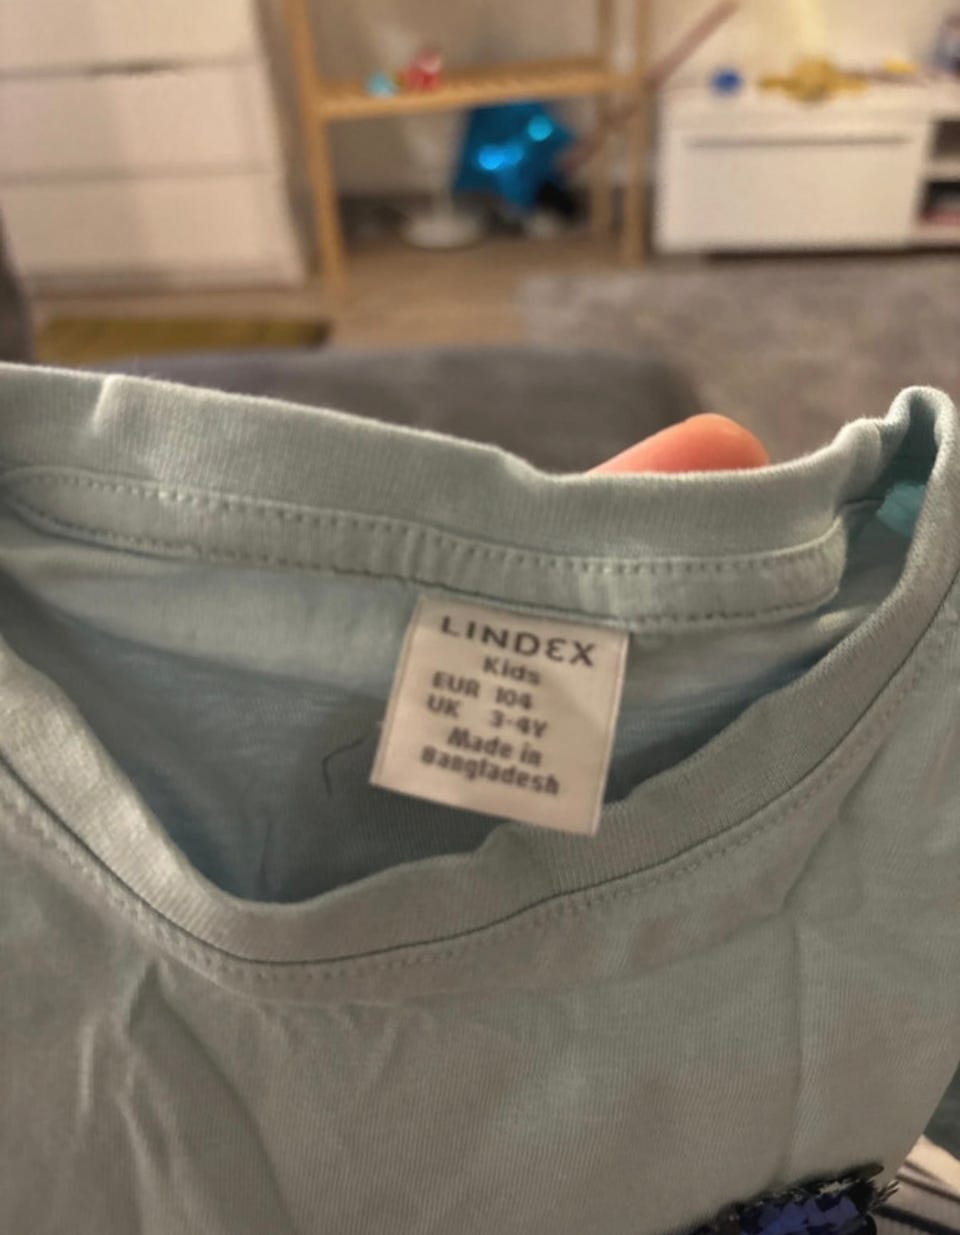 LINDEX
Kids
EUR 104
UK 3-4Y
Made in
Bangladesh